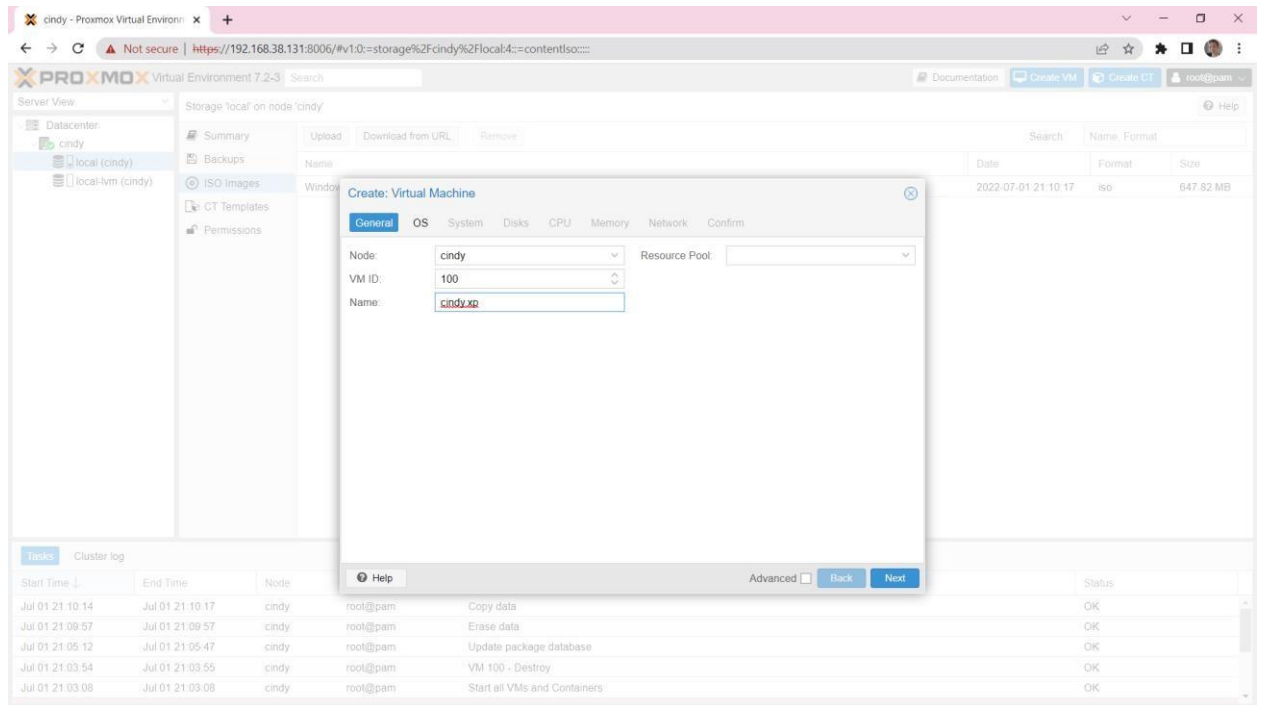 cindy - Proxmox Virtual Environ
Not secure | https://192.168.38.131:8006/#v1:0:=storage%2Fcindy%2Flocal:4::=contentIso:::::
PROXMOX Virtual Environment 7.2-3 Search Documentation Create VM Create CT root@pam
Server View Storage 'local' on node 'cindy' Help
Datacenter
cindy
local (cindy)
local-lvm (cindy)
Summary
Backups
ISO Images
CT Templates
Permissions
Upload Download from URL Remove Search: Name, Format
Name Date Format Size
Window 2022-07-01 21:10:17 iso 647.82 MB
Create: Virtual Machine
General OS System Disks CPU Memory Network Confirm
Node: cindy Resource Pool:
VM ID: 100
Name: cindy.xp
Help Advanced Back Next
Tasks Cluster log
Start Time End Time Node Status
Jul 01 21:10:14 Jul 01 21:10:17 cindy root@pam Copy data OK
Jul 01 21:09:57 Jul 01 21:09:57 cindy root@pam Erase data OK
Jul 01 21:05:12 Jul 01 21:05:47 cindy root@pam Update package database OK
Jul 01 21:03:54 Jul 01 21:03:55 cindy root@pam VM 100 - Destroy OK
Jul 01 21:03:08 Jul 01 21:03:08 cindy root@pam Start all VMs and Containers OK